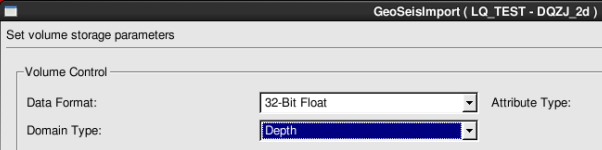 GeoSeisImport ( LQ_TEST - DQZJ_2d )
Set volume storage parameters
Volume Control
Data Format: 32-Bit Float Attribute Type:
Domain Type: Depth